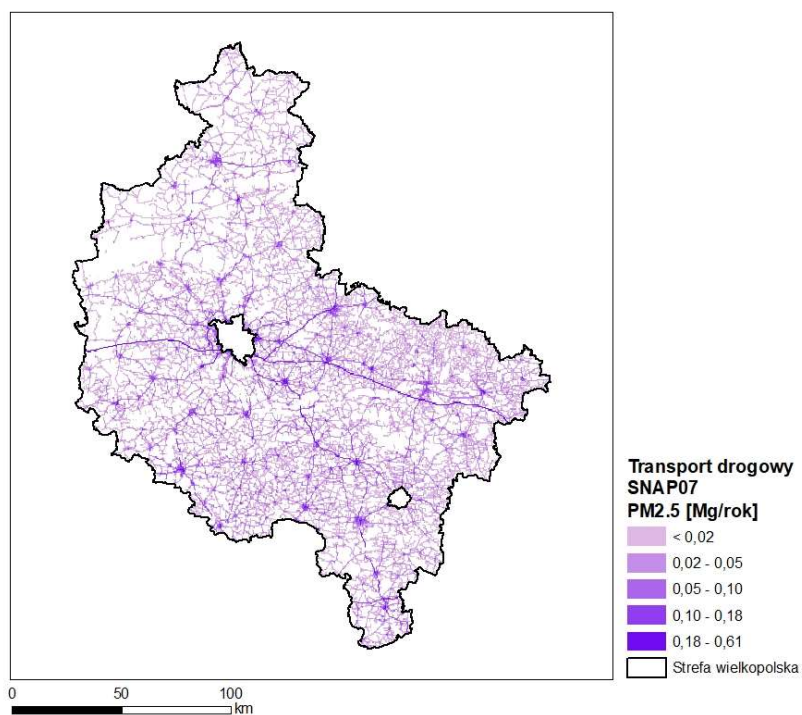 Transport drogowy
SNAP07
PM2.5 [Mg/rok]
< 0,02
0,02 - 0,05
0,05 - 0,10
0,10 - 0,18
0,18 - 0,61
Strefa wielkopolska
0 50 100
km